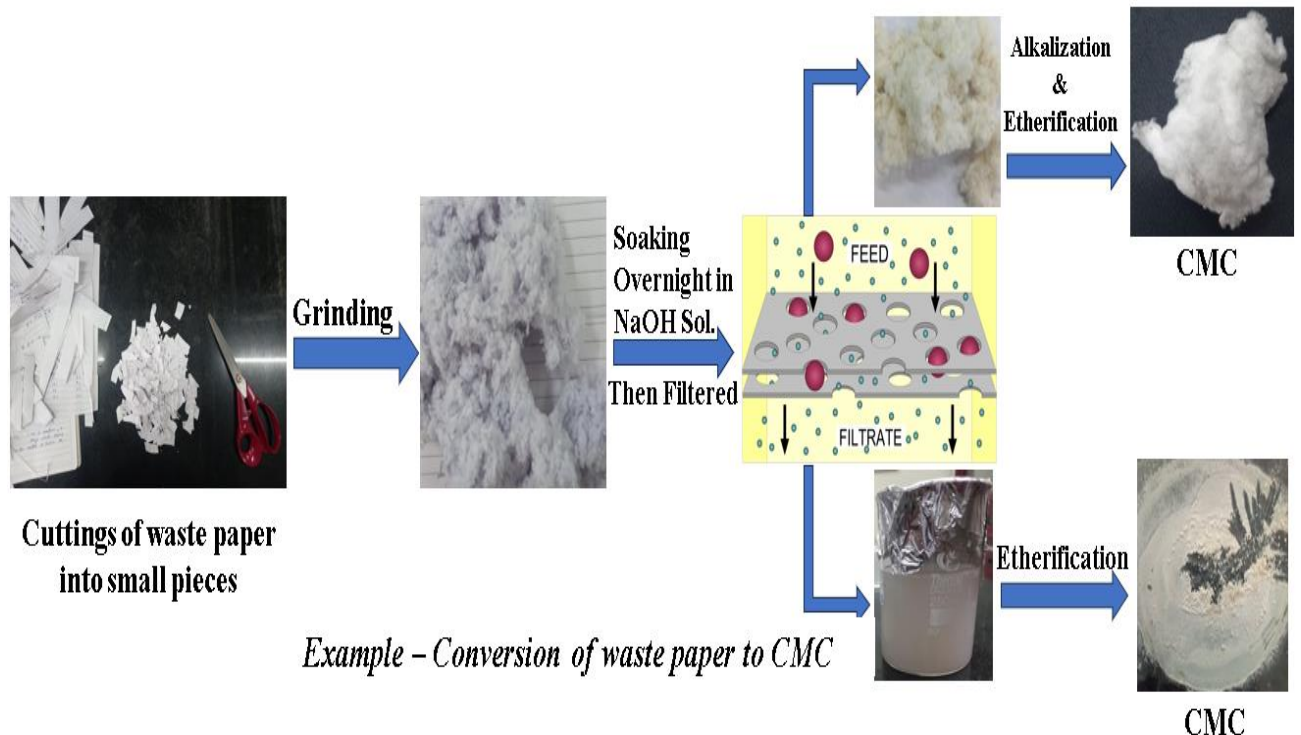 Cuttings of waste paper
into small pieces
Grinding
Soaking
Overnight in
NaOH Sol.
Then Filtered
FEED
FILTRATE
Alkalization
&
Etherification
CMC
Etherification
CMC
Example – Conversion of waste paper to CMC